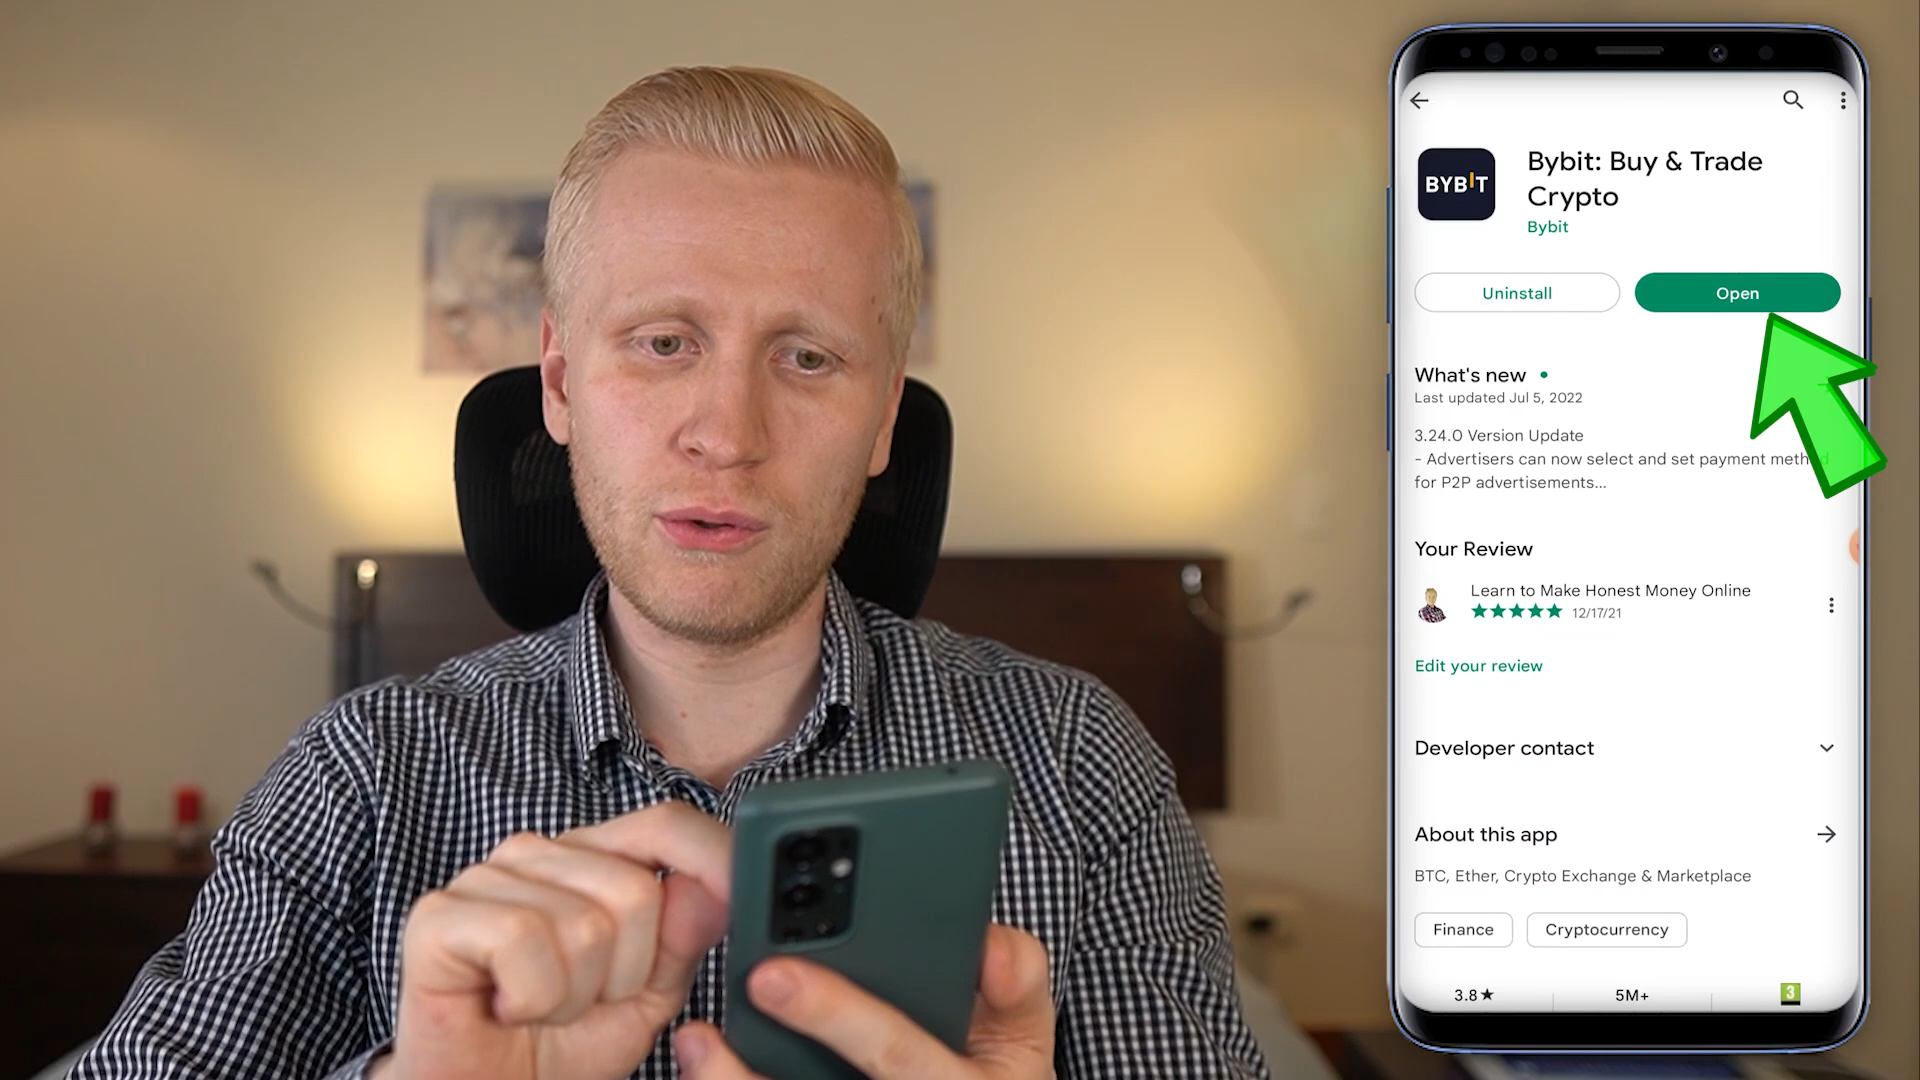 Bybit: Buy & Trade
Crypto
BYBIT
Bybit
Uninstall
Open
What's new
Last updated Jul 5, 2022
3.24.0 Version Update
- Advertisers can now select and set payment meth
for P2P advertisements...
Your Review
Learn to Make Honest Money Online
12/17/21
Edit your review
Developer contact
About this app
BTC, Ether, Crypto Exchange & Marketplace
Finance
Cryptocurrency
3.8★
5M+
3